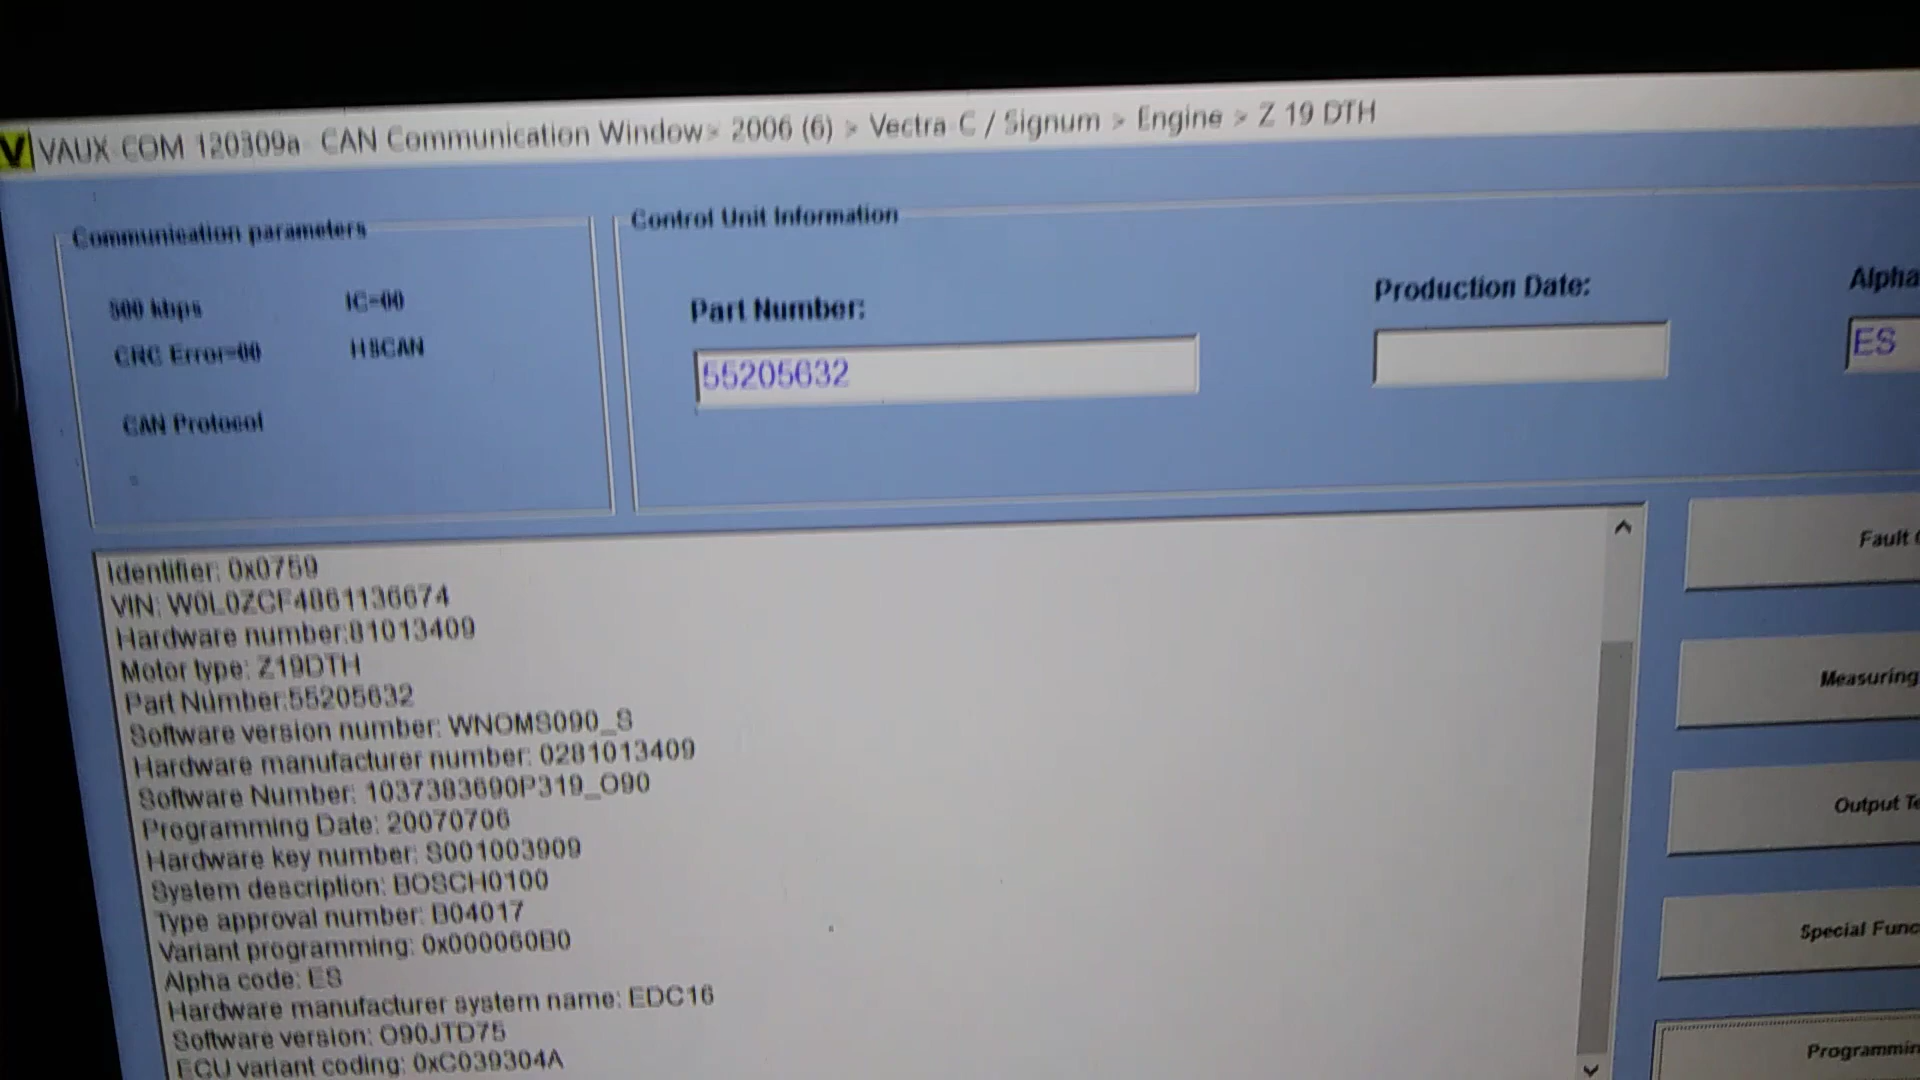 VAUX-COM 120309a- CAN Communication Window> 2006 (6) > Vectra-C / Signum > Engine > Z 19 DTH
Communication parameters
500 kbps
IC=00
CRC Error=00
HSCAN
CAN Protocol
Control Unit Information
Part Number:
55205632
Production Date:
Alpha
ES
Identifier: 0x0759
VIN: W0L0ZCF4861136674
Hardware number:81013409
Motor type: Z19DTH
Part Number:55205632
Software version number: WNOMS090_S
Hardware manufacturer number: 0281013409
Software Number: 1037383690P319_O90
Programming Date: 20070706
Hardware key number: S001003909
System description: BOSCH0100
Type approval number: B04017
Variant programming: 0x000060B0
Alpha code: ES
Hardware manufacturer system name: EDC16
Software version: O90JTD75
ECU variant coding: 0xC039304A
Fault
Measuring
Output Te
Special Func
Programmin